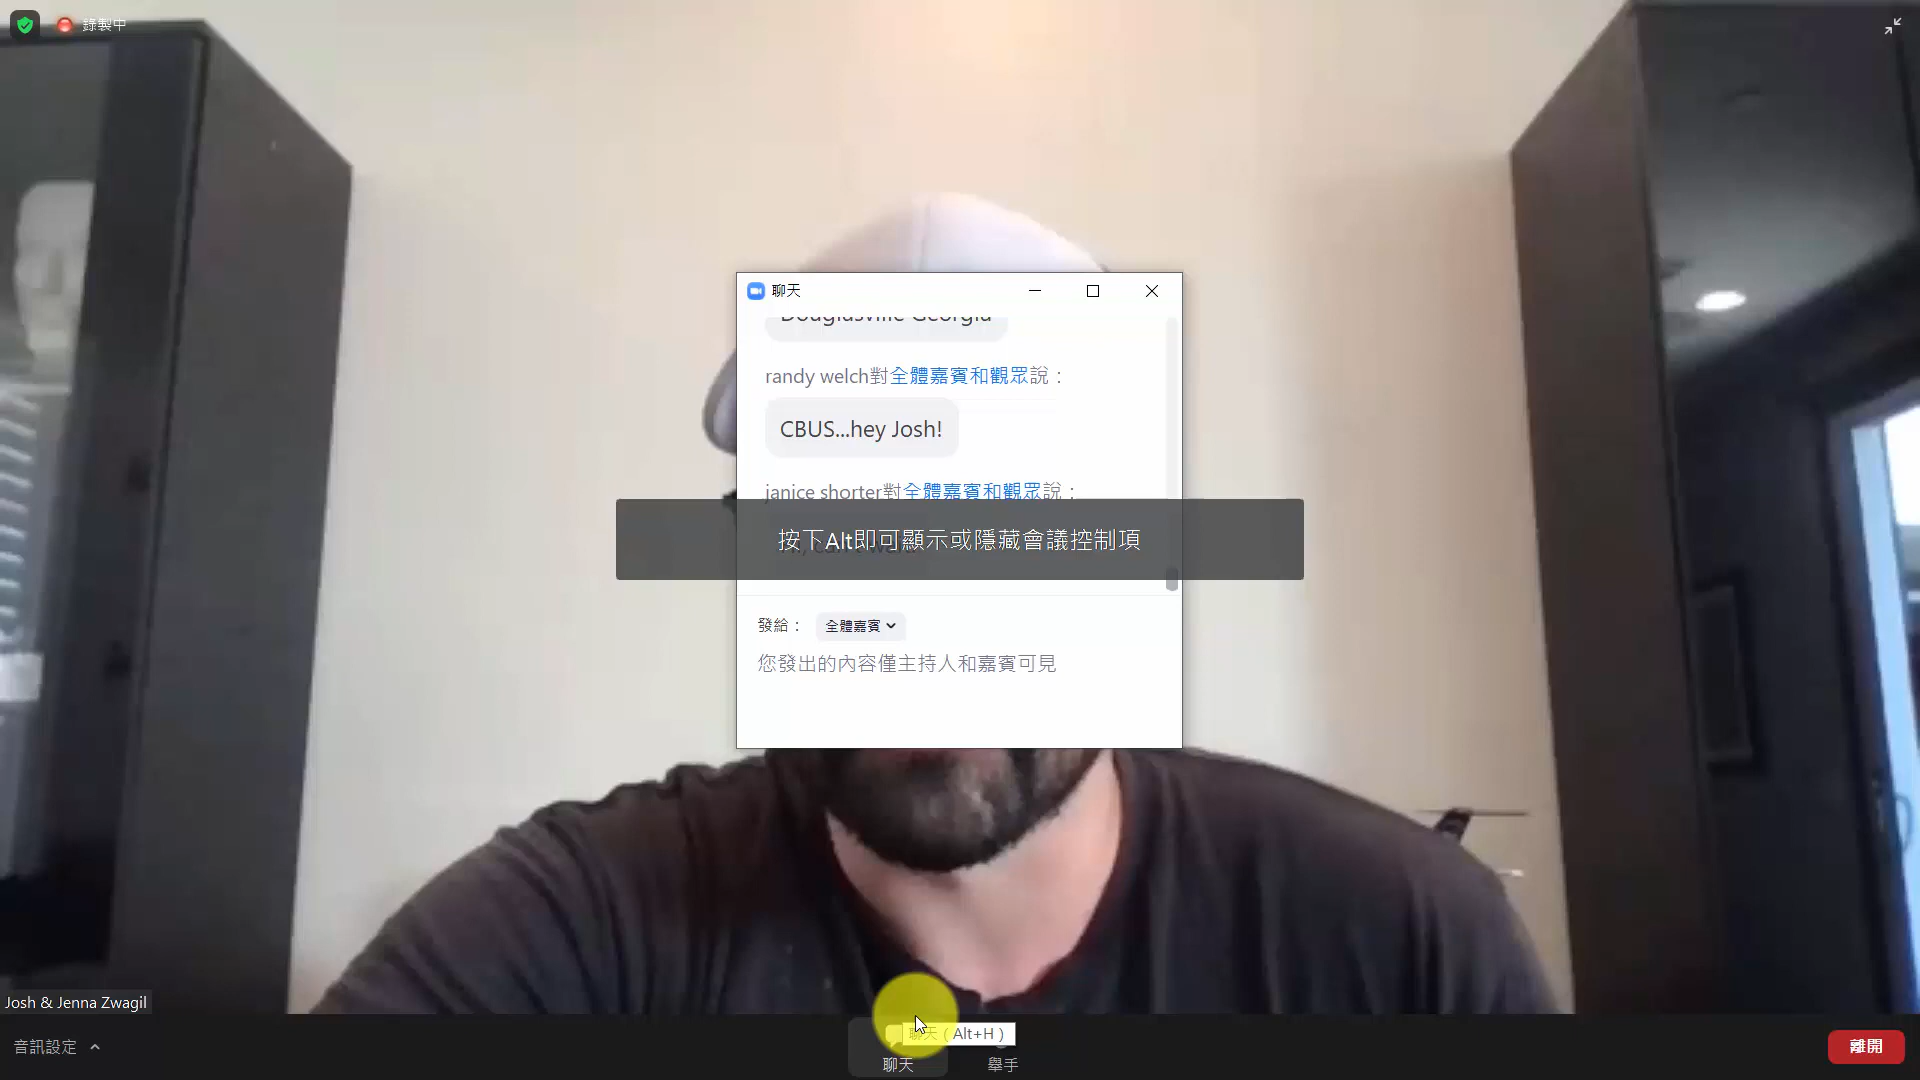 錄製中
聊天
Douglasville Georgia
randy welch對全體嘉賓和觀眾說：
CBUS...hey Josh!
janice shorter對全體嘉賓和觀眾說：
按下Alt即可顯示或隱藏會議控制項
發給： 全體嘉賓
您發出的內容僅主持人和嘉賓可見
Josh & Jenna Zwagil
音訊設定
聊天（Alt+H）
聊天
舉手
離開